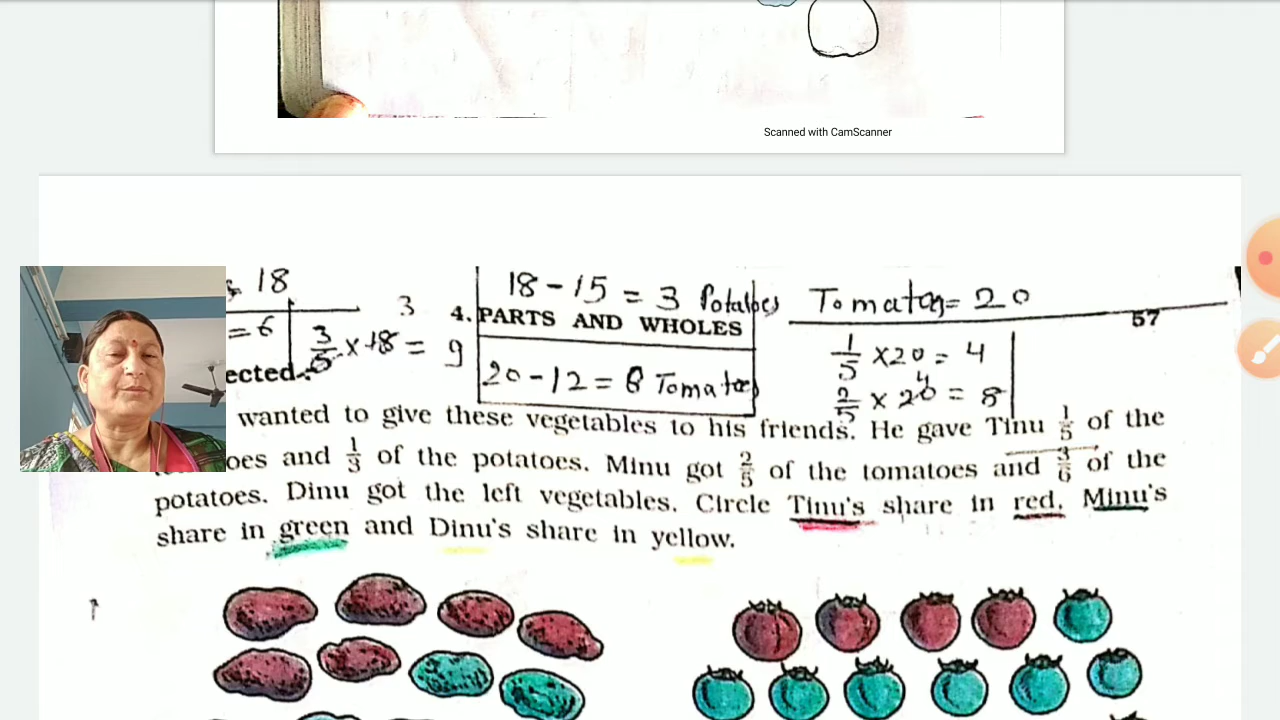 Scanned with CamScanner
18
18 - 15 = 3 Potatoes
Tomatoes = 20
3
4. PARTS AND WHOLES
57
= 6
3/6 × 18 = 9
1/5 × 20 = 4
ected.
20 - 12 = 8 Tomatoes
4
2/5 × 20 = 8
wanted to give these vegetables to his friends. He gave Tinu 1/5 of the
oes and 1/3 of the potatoes. Minu got 2/5 of the tomatoes and 3/6 of the
potatoes. Dinu got the left vegetables. Circle Tinu's share in red, Minu's
share in green and Dinu's share in yellow.